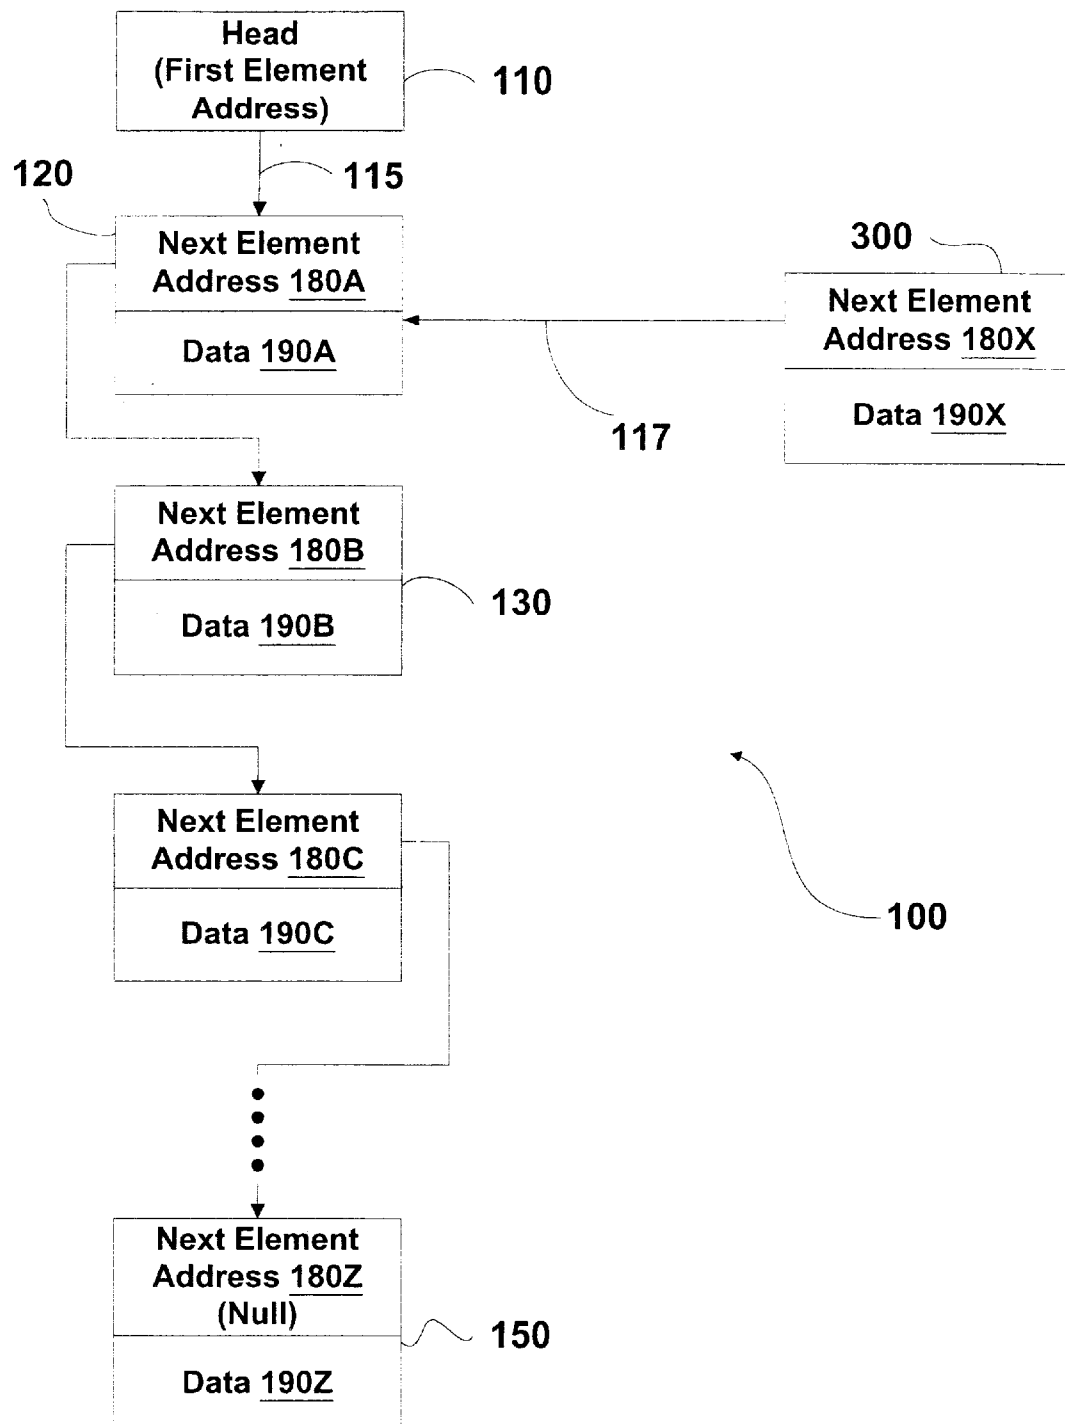 Head
(First Element
Address)
110
115
120
Next Element
Address 180A
Data 190A
300
Next Element
Address 180X
Data 190X
117
Next Element
Address 180B
Data 190B
130
Next Element
Address 180C
Data 190C
100
Next Element
Address 180Z
(Null)
Data 190Z
150